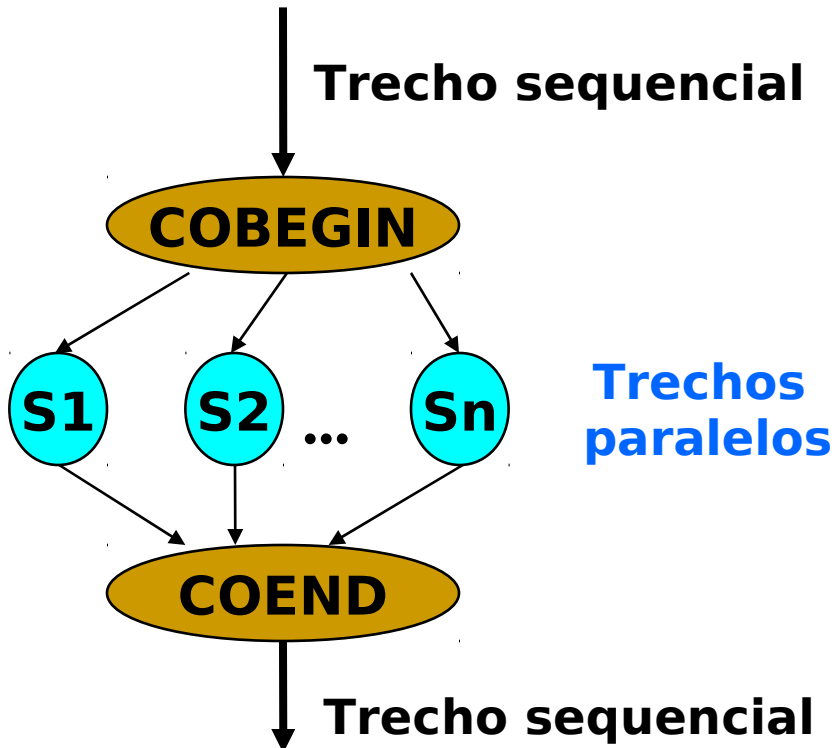 Trecho sequencial
COBEGIN
S1 S2 ... Sn
Trechos
paralelos
COEND
Trecho sequencial